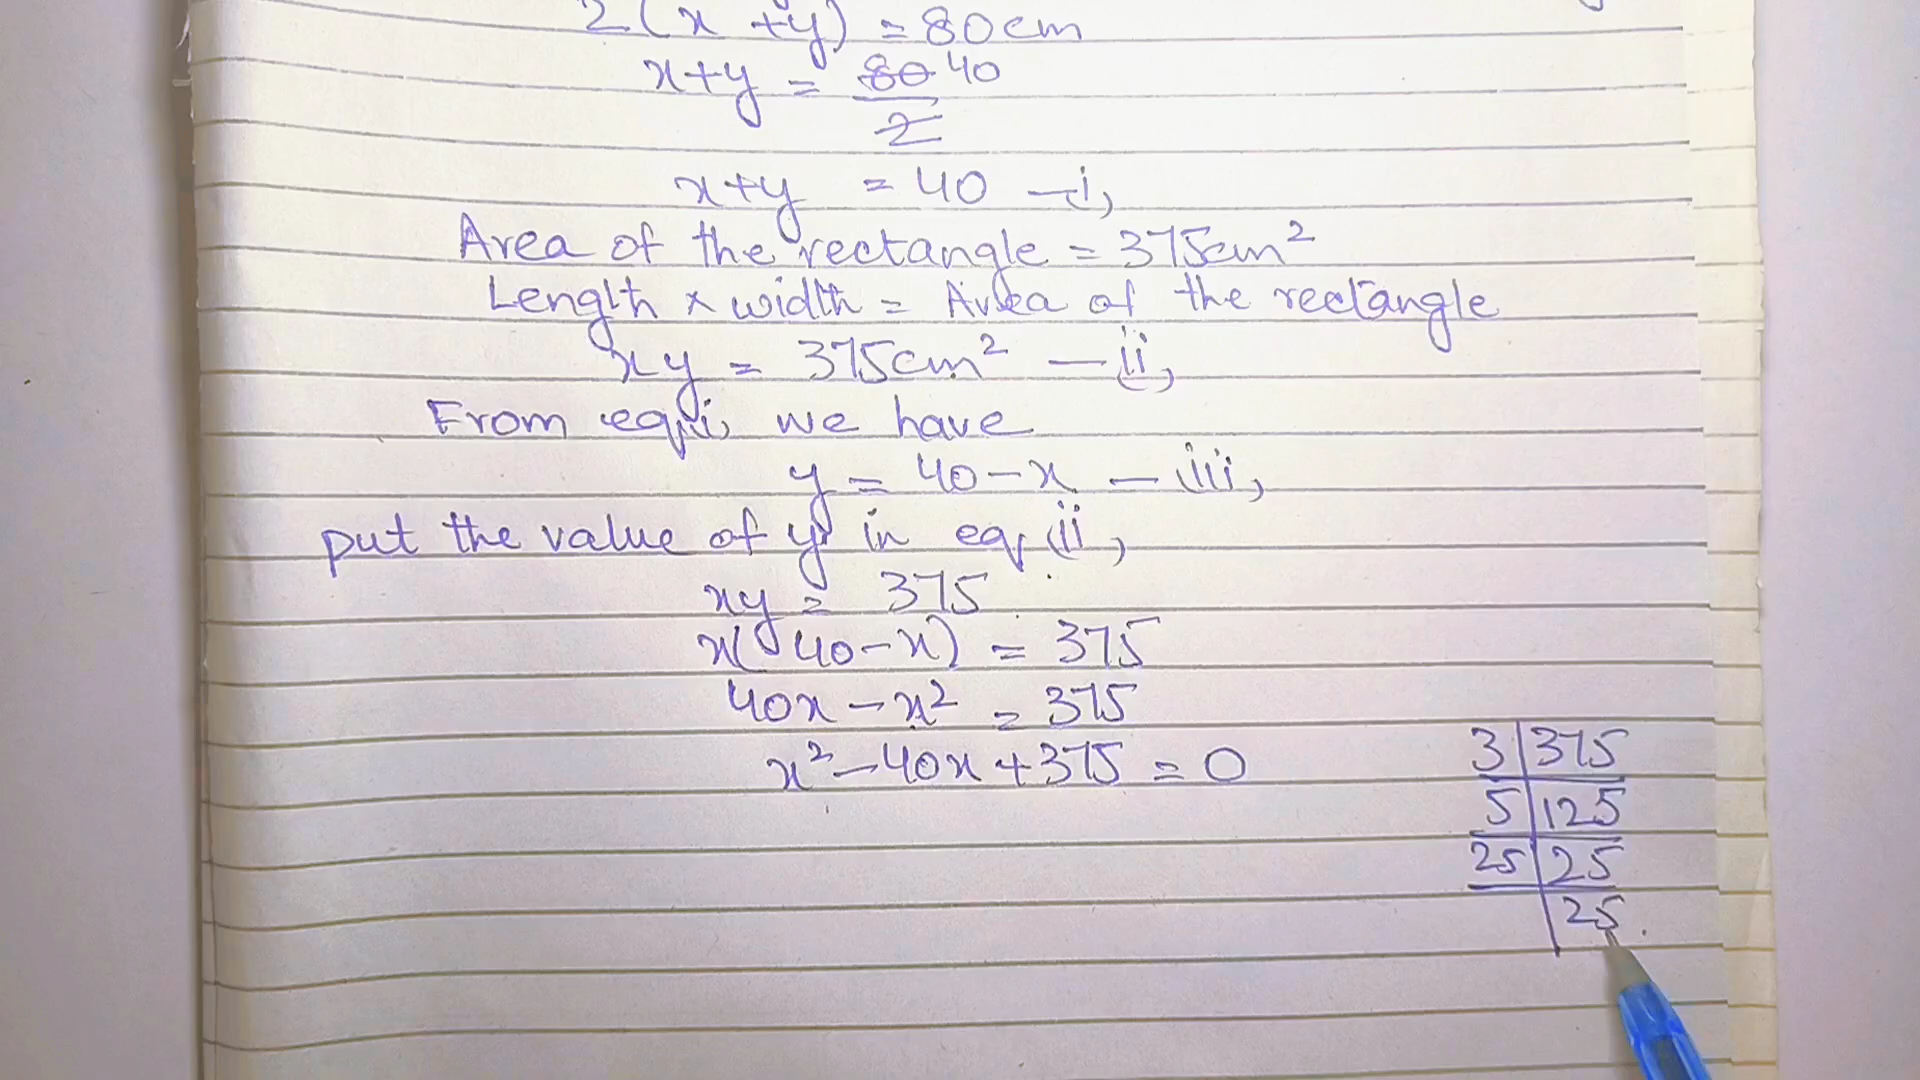 2(x +y) = 80cm
x+y = 80 40
2
x+y = 40 —i,
Area of the rectangle = 375cm²
Length x width = Area of the rectangle
xy = 375cm² —ii,
From eq i, we have
y = 40-x — iii,
put the value of y in eq ii,
xy = 375
x(40-x) = 375
40x - x² = 375
x² - 40x + 375 = 0
3 | 375
5 | 125
25 | 25
| 25